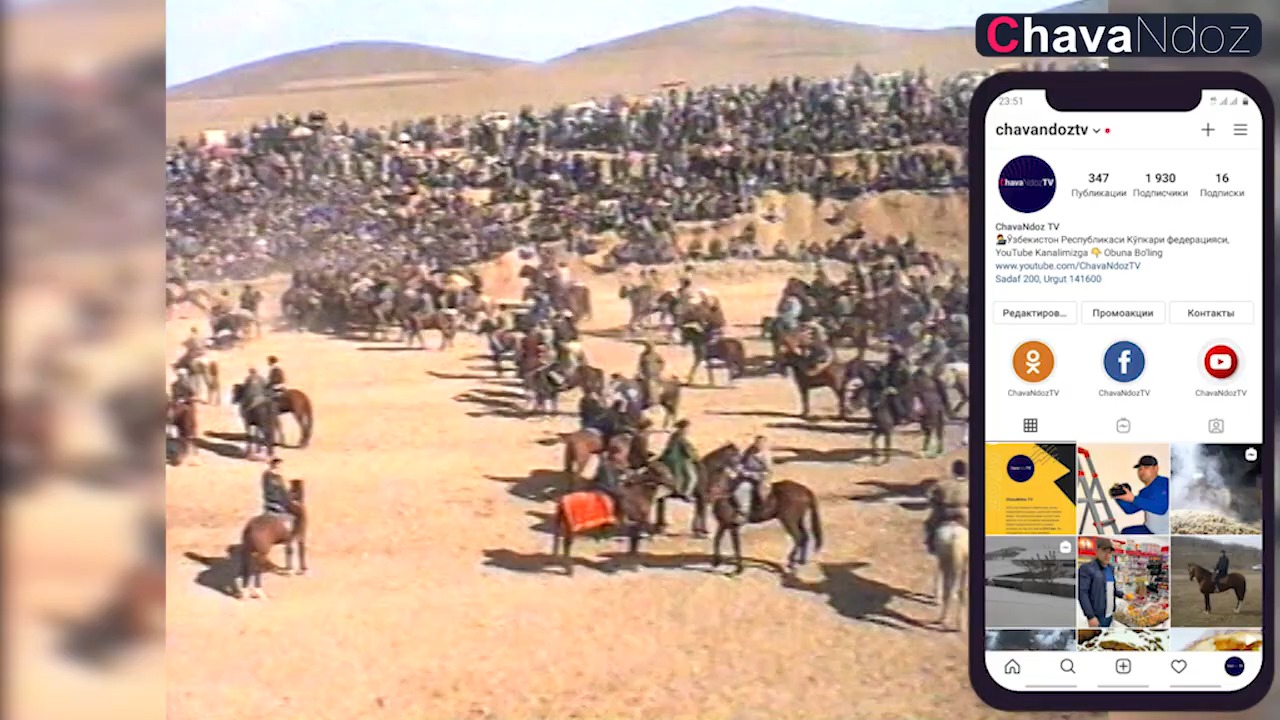 ChavaNdoz
23:51
chavandoztv
347
1 930
16
Публикации
Подписчики
Подписки
ChavaNdozTV
ChavaNdoz TV
Ўзбекистон Республикаси Кўпкари федерацияси,
YouTube Kanalimizga 👇 Obuna Bo'ling
www.youtube.com/ChavaNdozTV
Sadaf 200, Urgut 141600
Редактиров...
Промоакции
Контакты
ChavaNdozTV
ChavaNdozTV
ChavaNdozTV
ChavaNdoz TV